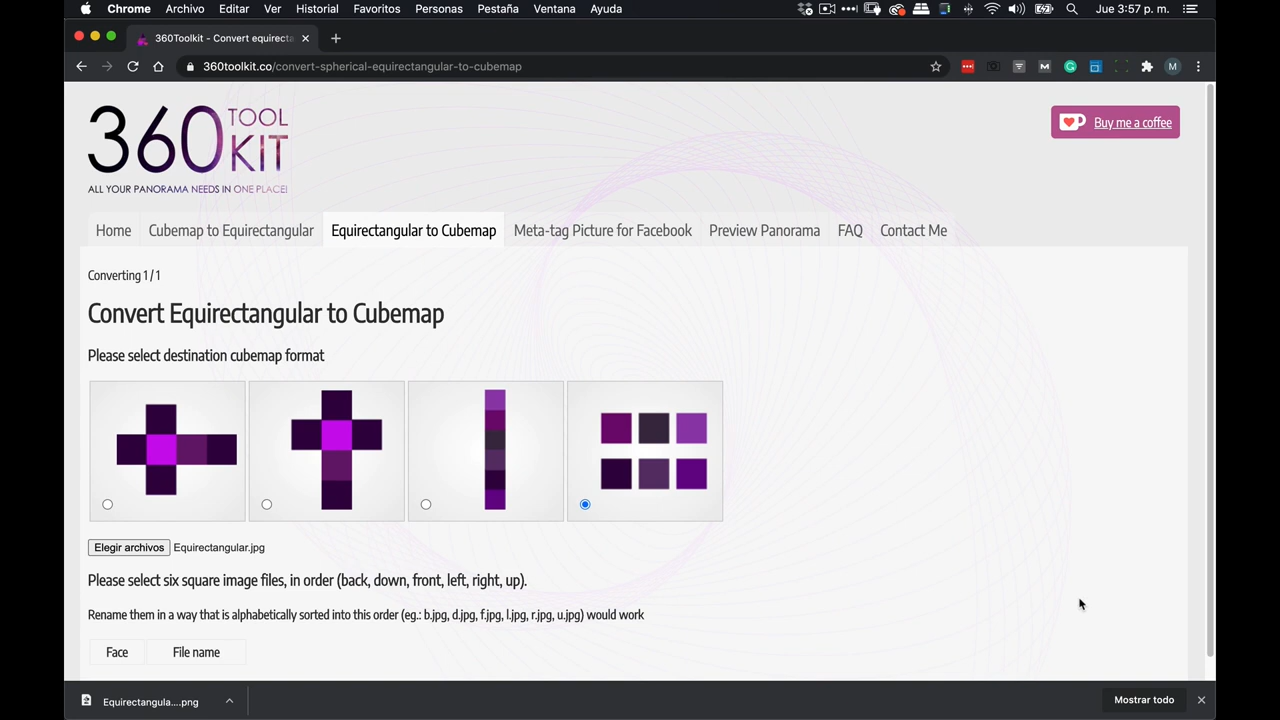 Chrome Archivo Editar Ver Historial Favoritos Personas Pestaña Ventana Ayuda Jue 3:57 p. m.
360Toolkit - Convert equirecta
360toolkit.co/convert-spherical-equirectangular-to-cubemap
M
360 TOOL KIT
ALL YOUR PANORAMA NEEDS IN ONE PLACE!
Buy me a coffee
Home Cubemap to Equirectangular Equirectangular to Cubemap Meta-tag Picture for Facebook Preview Panorama FAQ Contact Me
Converting 1 / 1
Convert Equirectangular to Cubemap
Please select destination cubemap format
Elegir archivos Equirectangular.jpg
Please select six square image files, in order (back, down, front, left, right, up).
Rename them in a way that is alphabetically sorted into this order (eg.: b.jpg, d.jpg, f.jpg, l.jpg, r.jpg, u.jpg) would work
Face File name
Equirectangula....png Mostrar todo